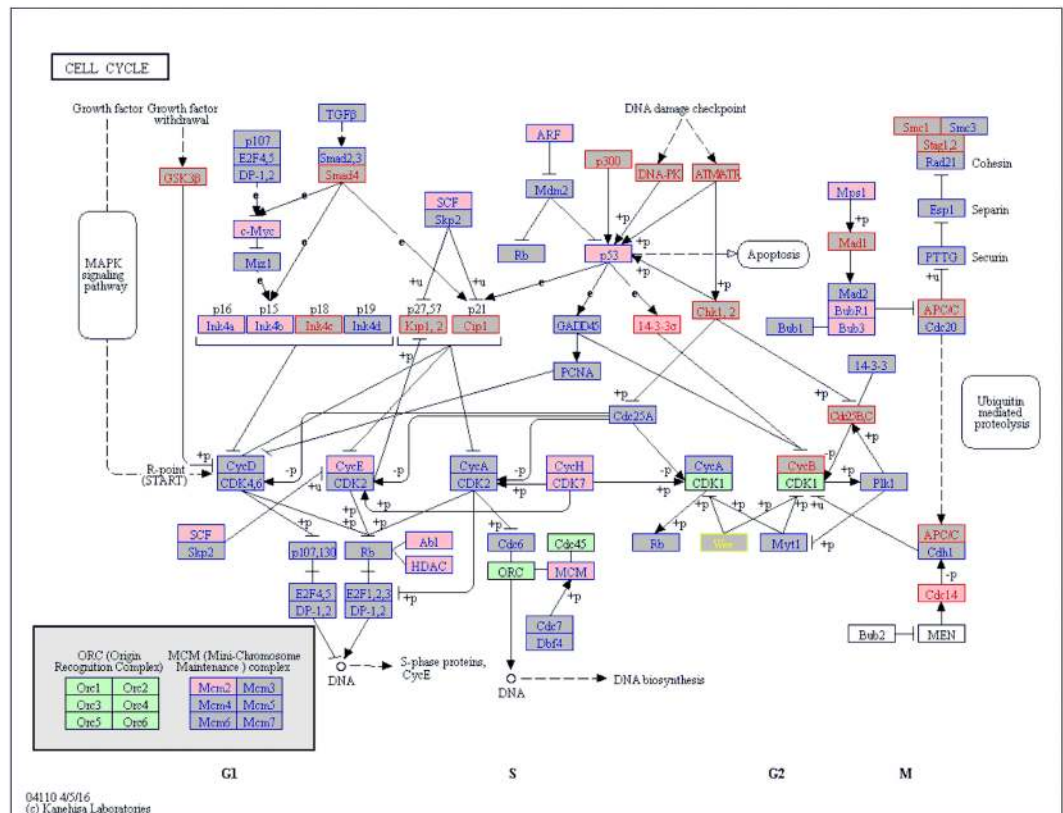 CELL CYCLE
Growth factor
Growth factor
withdrawal
TGFβ
DNA damage checkpoint
p107
E2F4,5
DP-1,2
Smad2,3
Smad4
GSK3β
ARF
p300
DNA-PK
ATMATR
Smc1
Smc3
Stag1,2
Rad21
Cohesin
SCF
Skp2
Mdm2
Mps1
+p
Esp1
Separin
e
e
c-Myc
Rb
p53
+p
+p
Apoptosis
Mad1
MAPK
signaling
pathway
Miz1
e
e
+u
+u
e
e
+p
+p
PTTG
Securin
+u
Mad2
BubR1
Bub3
Bub1
APC/C
Cdc20
p16
p15
p18
p19
p27,57
p21
Ink4a
Ink4b
Ink4c
Ink4d
Kip1, 2
Cip1
GADD45
14-3-3σ
Chk1, 2
+p
PCNA
14-3-3
Ubiquitin
mediated
proteolysis
+p
Cdc25A
+p
Cdc25B,C
R-point
(START)
+p
CycD
CDK4,6
-p
CycE
CDK2
-p
+u
CycA
CDK2
-p
+p
CycH
CDK7
-p
+p
CycA
CDK1
CycB
CDK1
-p
+p
+p
Plk1
+p
+p
+p
+p
+p
+p
+p
+p
+u
SCF
Skp2
p107,130
Rb
Abl
HDAC
Cdc6
Cdc45
ORC
MCM
Rb
Wee
Myt1
+p
APC/C
Cdh1
-p
Cdc14
E2F4,5
DP-1,2
E2F1,2,3
DP-1,2
+p
+p
Cdc7
Dbf4
Bub2
MEN
DNA
S-phase proteins,
CycE
DNA
DNA biosynthesis
ORC (Origin
Recognition Complex)
MCM (Mini-Chromosome
Maintenance ) complex
Orc1
Orc2
Orc3
Orc4
Orc5
Orc6
Mcm2
Mcm3
Mcm4
Mcm5
Mcm6
Mcm7
G1
S
G2
M
04110 4/5/16
(c) Kanehisa Laboratories